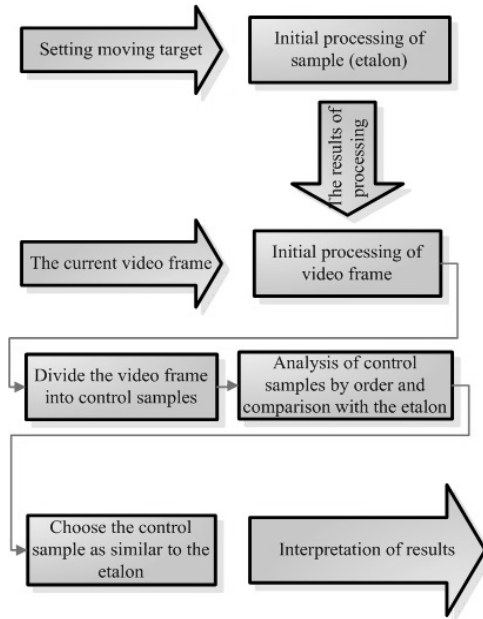 Setting moving target
Initial processing of
sample (etalon)
The results of
processing
The current video frame
Initial processing of
video frame
Divide the video frame
into control samples
Analysis of control
samples by order and
comparison with the etalon
Choose the control
sample as similar to the
etalon
Interpretation of results